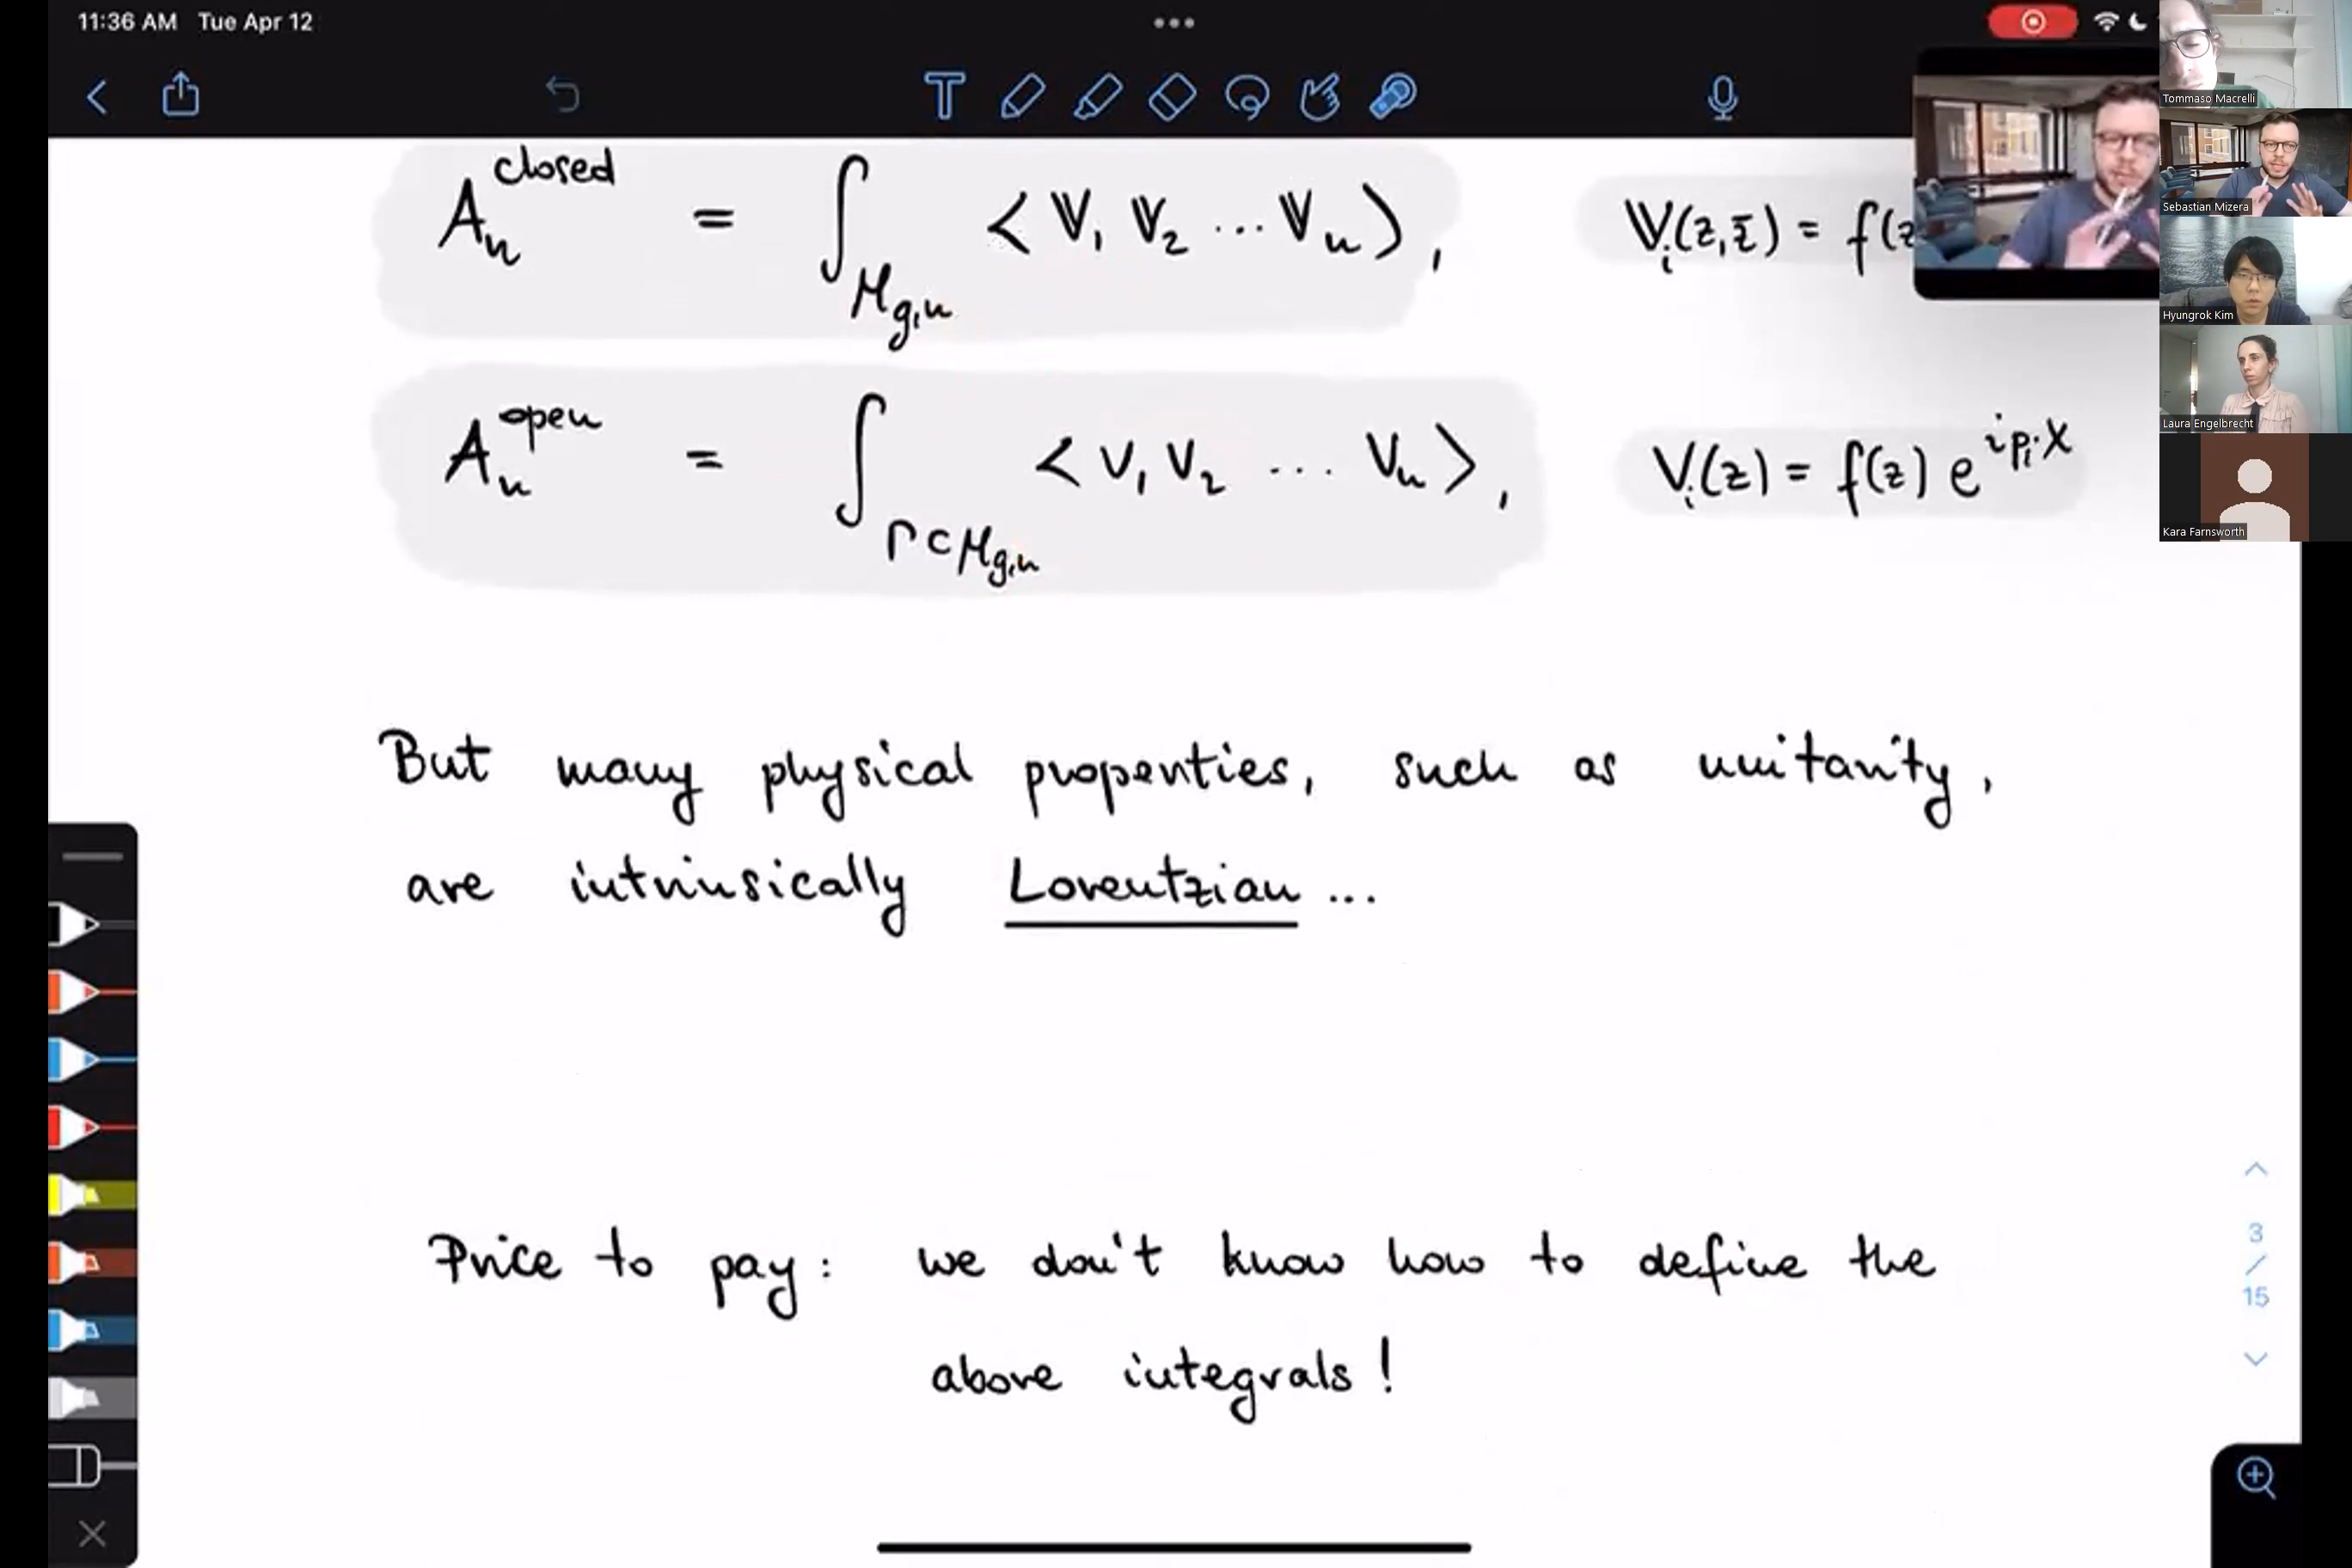 11:36 AM Tue Apr 12
Tommaso Macrelli
Sebastian Mizera
Hyungrok Kim
Laura Engelbrecht
Kara Farnsworth
A_n^closed = ∫_{M_{g,n}} < 𝕍_1 𝕍_2 ... 𝕍_n > , 𝕍_i(z,z̄) = f(z
A_n^open = ∫_{Γ⊂M_{g,n}} < V_1 V_2 ... V_n > , V_i(z) = f(z) e^{ip_i·X}
But many physical properties, such as unitarity,
are intrinsically Lorentzian ...
Price to pay: we don't know how to define the
above integrals!
3
/
15